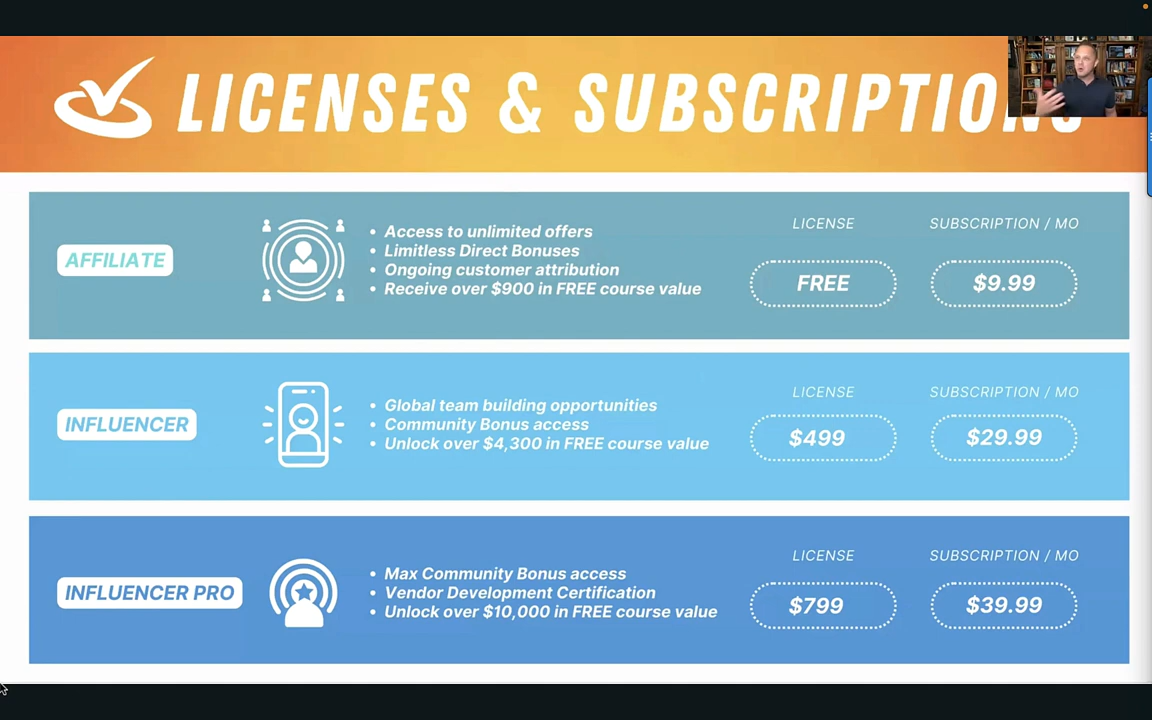 LICENSES & SUBSCRIPTIONS
AFFILIATE
• Access to unlimited offers
• Limitless Direct Bonuses
• Ongoing customer attribution
• Receive over $900 in FREE course value
LICENSE
SUBSCRIPTION / MO
FREE
$9.99
INFLUENCER
• Global team building opportunities
• Community Bonus access
• Unlock over $4,300 in FREE course value
LICENSE
SUBSCRIPTION / MO
$499
$29.99
INFLUENCER PRO
• Max Community Bonus access
• Vendor Development Certification
• Unlock over $10,000 in FREE course value
LICENSE
SUBSCRIPTION / MO
$799
$39.99